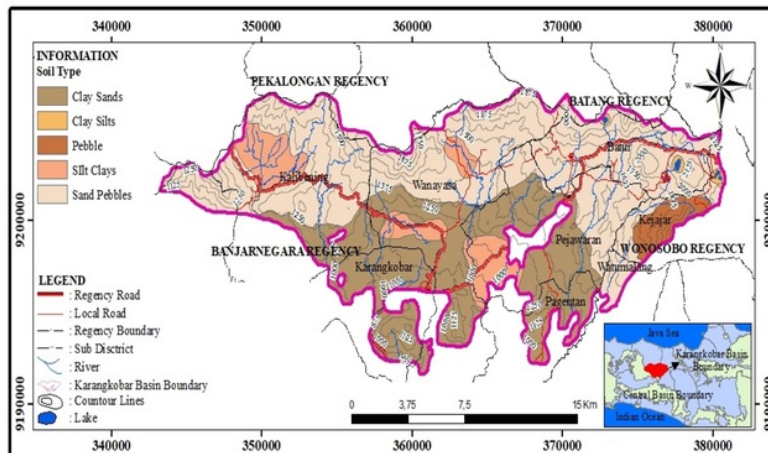 340000 350000 360000 370000 380000
INFORMATION
Soil Type
Clay Sands
Clay Silts
Pebble
Silt Clays
Sand Pebbles
LEGEND
: Regency Road
: Local Road
: Regency Boundary
: Sub Disctrict
: River
: Karangkobar Basin Boundary
: Countour Lines
: Lake
PEKALONGAN REGENCY
BATANG REGENCY
N
W E
S
Batur
Kalibening
Wanayasa
Kejajar
BANJARNEGARA REGENCY
Pejawaran
WONOSOBO REGENCY
Karangkobar
Watumalang
Pagentan
9200000
9200000
9190000
0 3,75 7,5 15 Km
Java Sea
Karangkobar Basin
Boundary
Central Basin Boundary
Indian Ocean
340000 350000 360000 370000 380000